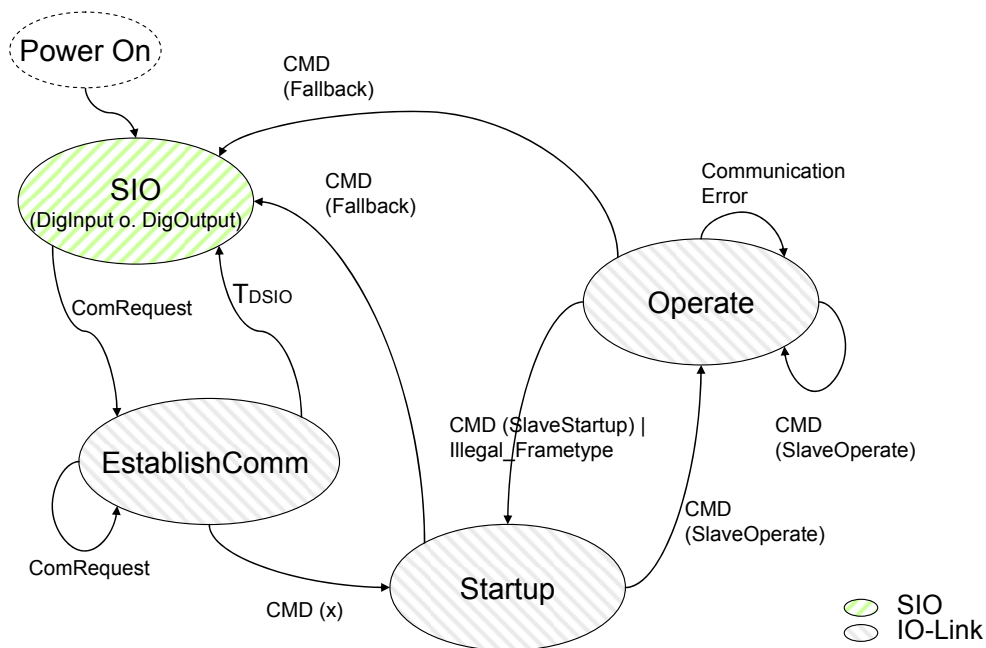 Power On
CMD
(Fallback)
SIO
(DigInput o. DigOutput)
CMD
(Fallback)
Communication
Error
TDSIO
ComRequest
Operate
CMD (SlaveStartup) |
Illegal_Frametype
CMD
(SlaveOperate)
EstablishComm
CMD
(SlaveOperate)
ComRequest
Startup
CMD (x)
SIO
IO-Link